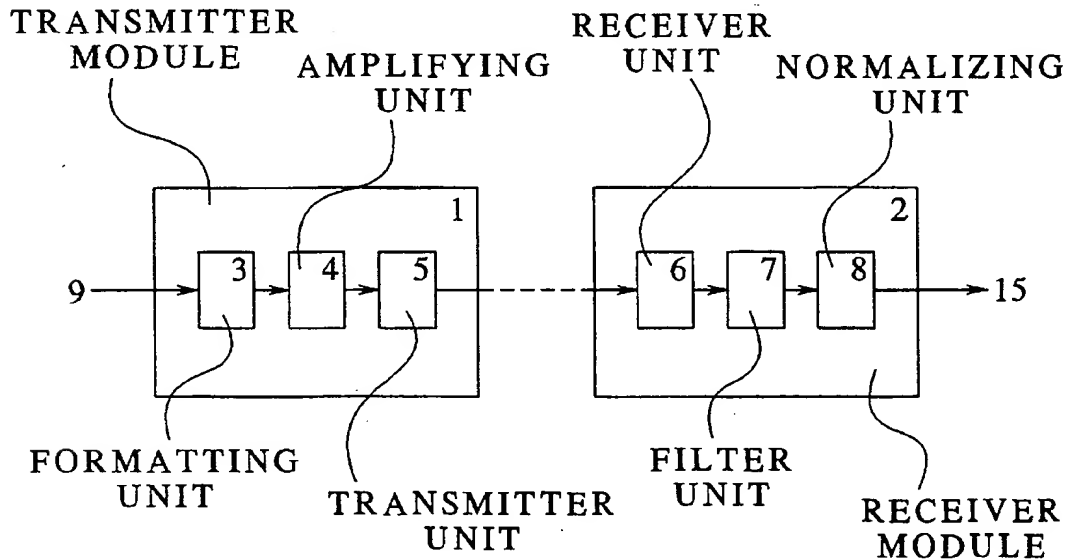 TRANSMITTER
MODULE
AMPLIFYING
UNIT
RECEIVER
UNIT
NORMALIZING
UNIT
1
2
3
4
5
6
7
8
9
15
FORMATTING
UNIT
TRANSMITTER
UNIT
FILTER
UNIT
RECEIVER
MODULE